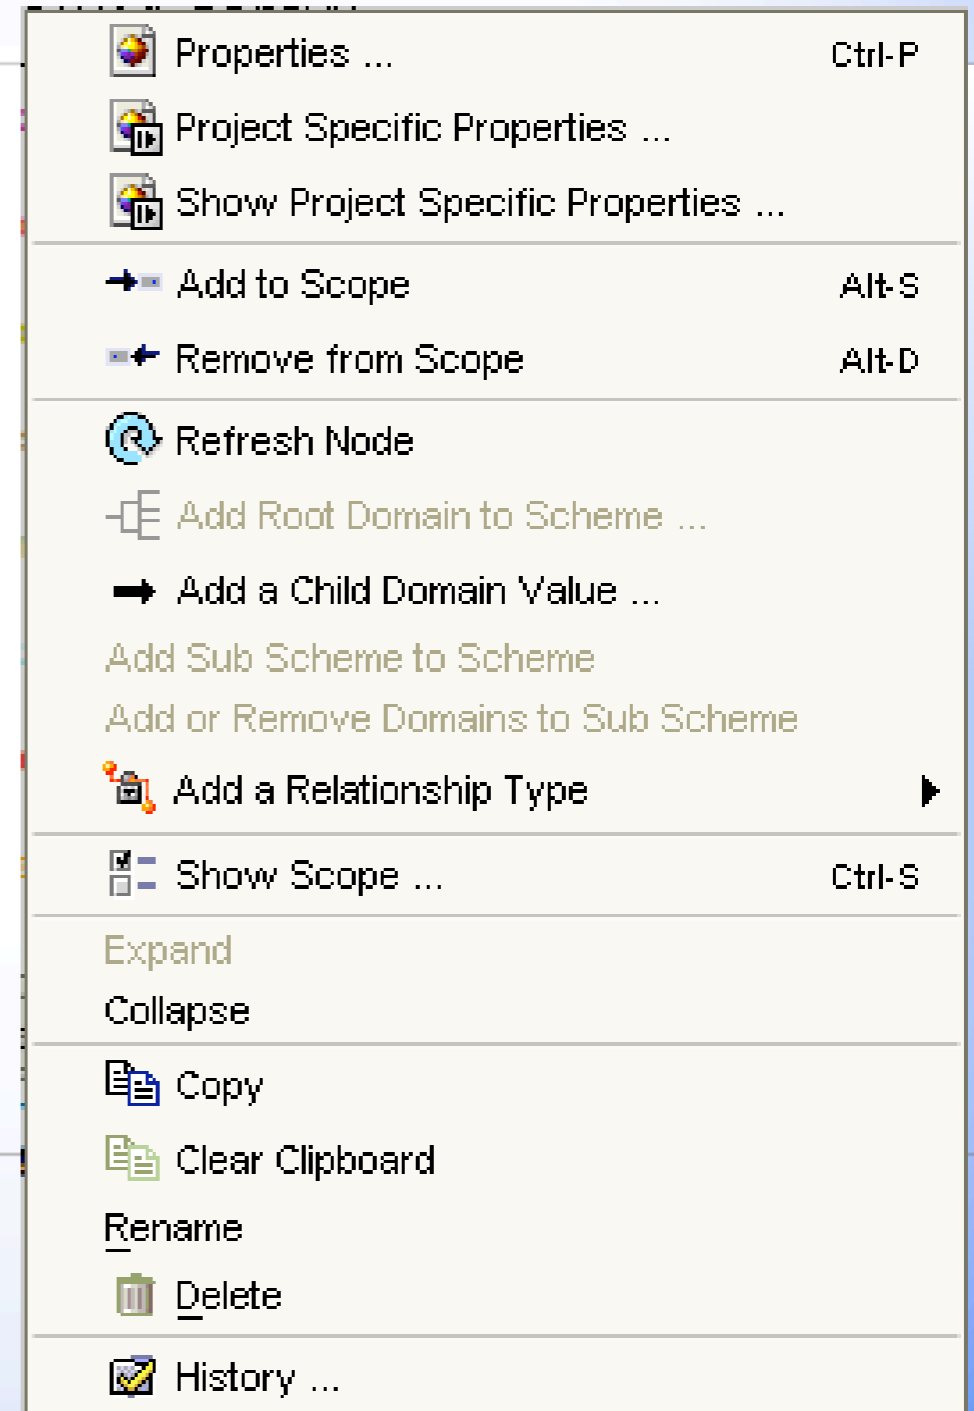 Properties ... Ctrl-P
Project Specific Properties ...
Show Project Specific Properties ...
Add to Scope Alt-S
Remove from Scope Alt-D
Refresh Node
Add Root Domain to Scheme ...
Add a Child Domain Value ...
Add Sub Scheme to Scheme
Add or Remove Domains to Sub Scheme
Add a Relationship Type
Show Scope ... Ctrl-S
Expand
Collapse
Copy
Clear Clipboard
Rename
Delete
History ...